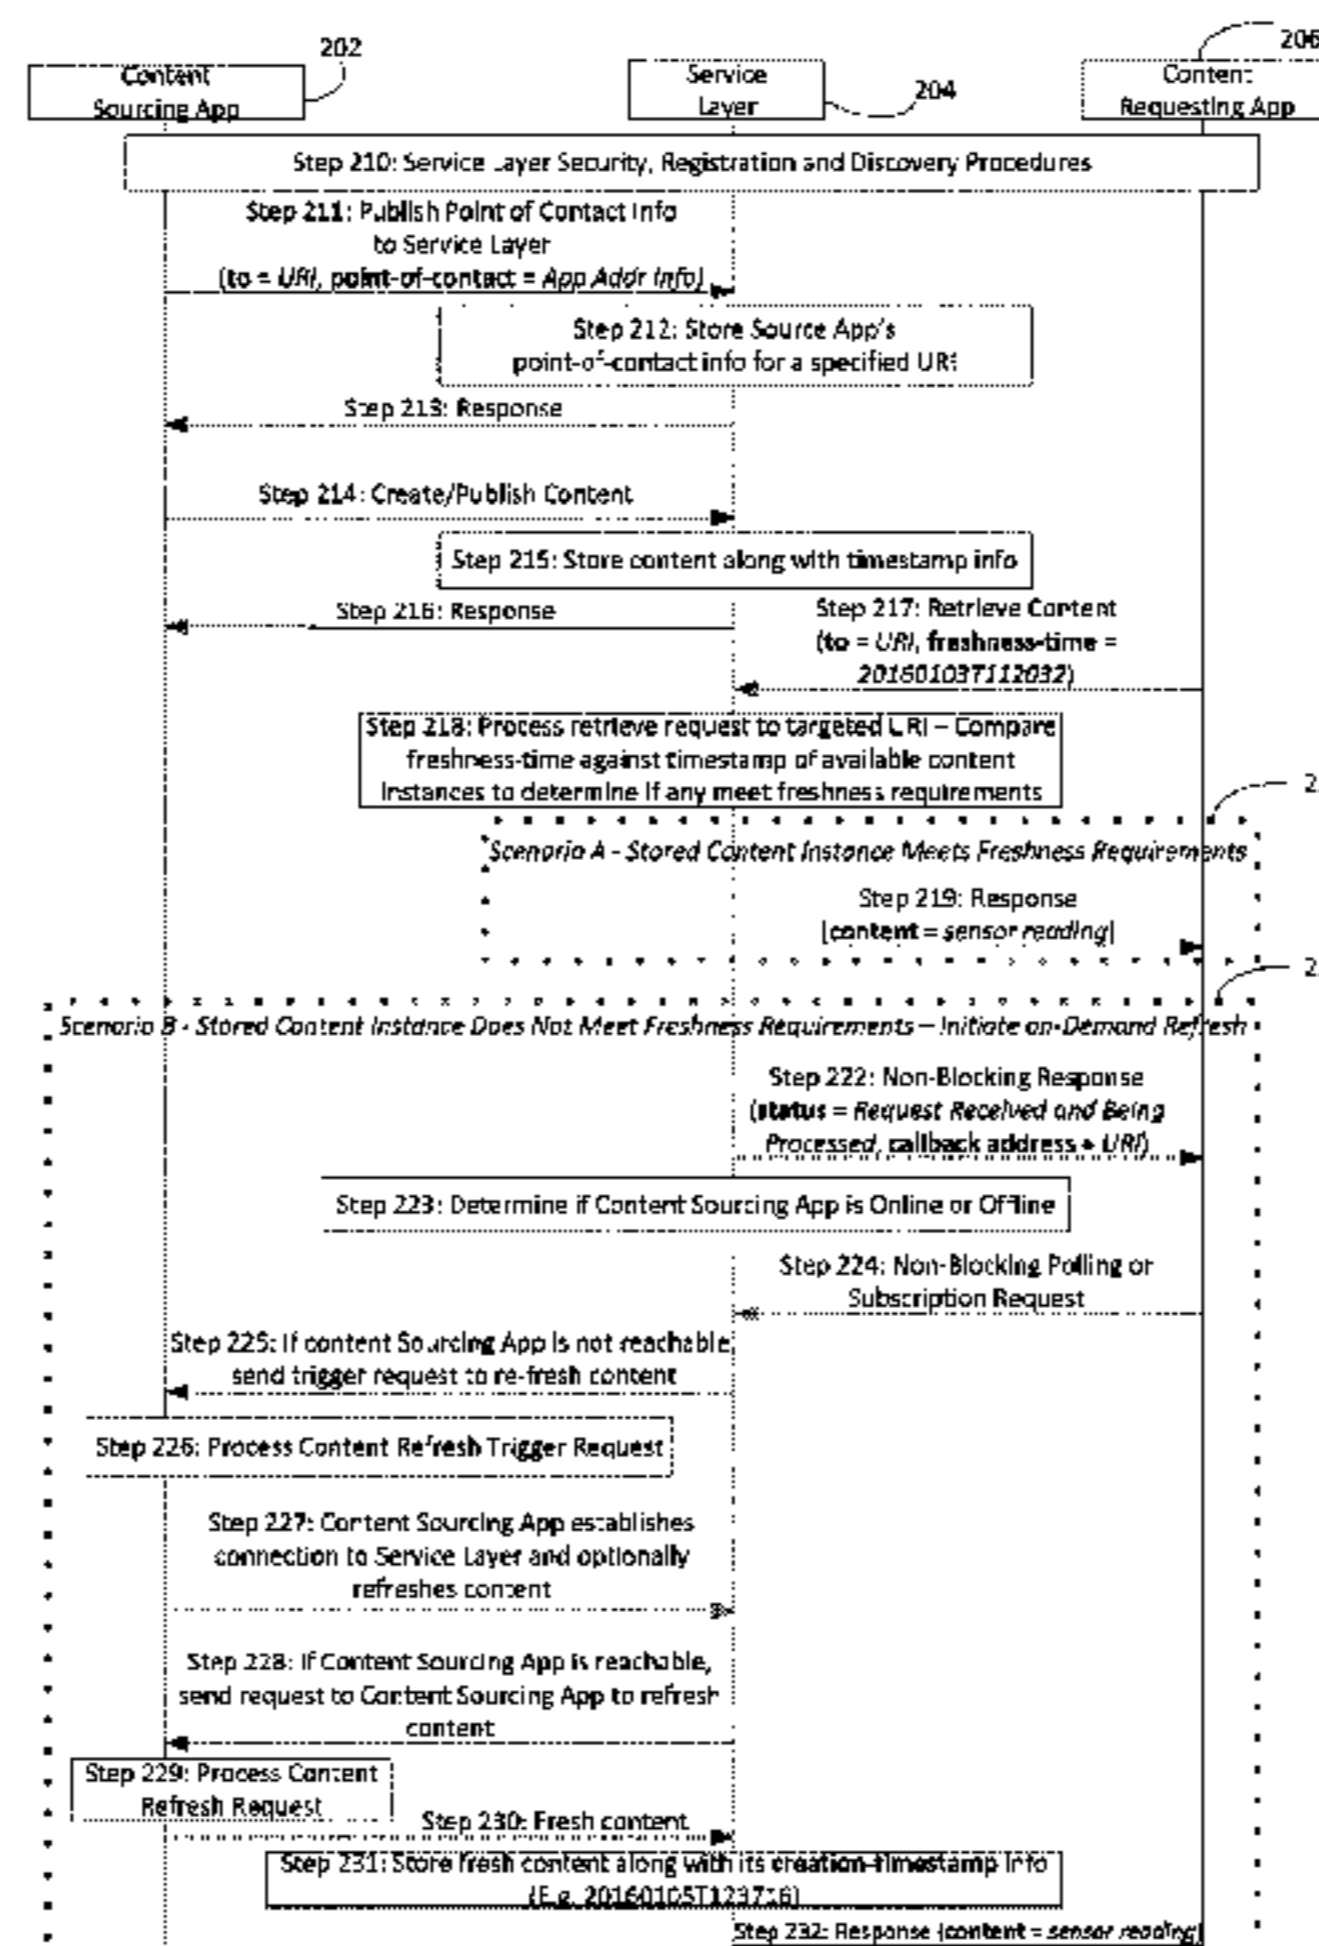 202
206
Content
Sourcing App
Service
Layer
204
Content
Requesting App
Step 210: Service Layer Security, Registration and Discovery Procedures
Step 211: Publish Point of Contact Info
to Service Layer
(to = URI, point-of-contact = App Addr Info)
Step 212: Store Source App's
point-of-contact info for a specified URI
Step 213: Response
Step 214: Create/Publish Content
Step 215: Store content along with timestamp info
Step 216: Response
Step 217: Retrieve Content
(to = URI, freshness-time =
Step 218: Process retrieve request to targeted URI – Compare
freshness-time against timestamp of available content
instances to determine if any meet freshness requirements
Scenario A - Stored Content Instance Meets Freshness Requirements
Step 219: Response
(content = sensor reading)
Scenario B - Stored Content Instance Does Not Meet Freshness Requirements – Initiate on-Demand Refresh
Step 222: Non-Blocking Response
(status = Request Received and Being
Processed, callback address = URI)
Step 223: Determine if Content Sourcing App is Online or Offline
Step 224: Non-Blocking Polling or
Subscription Request
Step 225: If content Sourcing App is not reachable,
send trigger request to re-fresh content
Step 226: Process Content Refresh Trigger Request
Step 227: Content Sourcing App establishes
connection to Service Layer and optionally
refreshes content
Step 228: If Content Sourcing App is reachable,
send request to Content Sourcing App to refresh
content
Step 229: Process Content
Refresh Request
Step 230: Fresh content
Step 231: Store fresh content along with its creation-timestamp info
(E.g. 20160105T123716)
Step 232: Response (content = sensor reading)